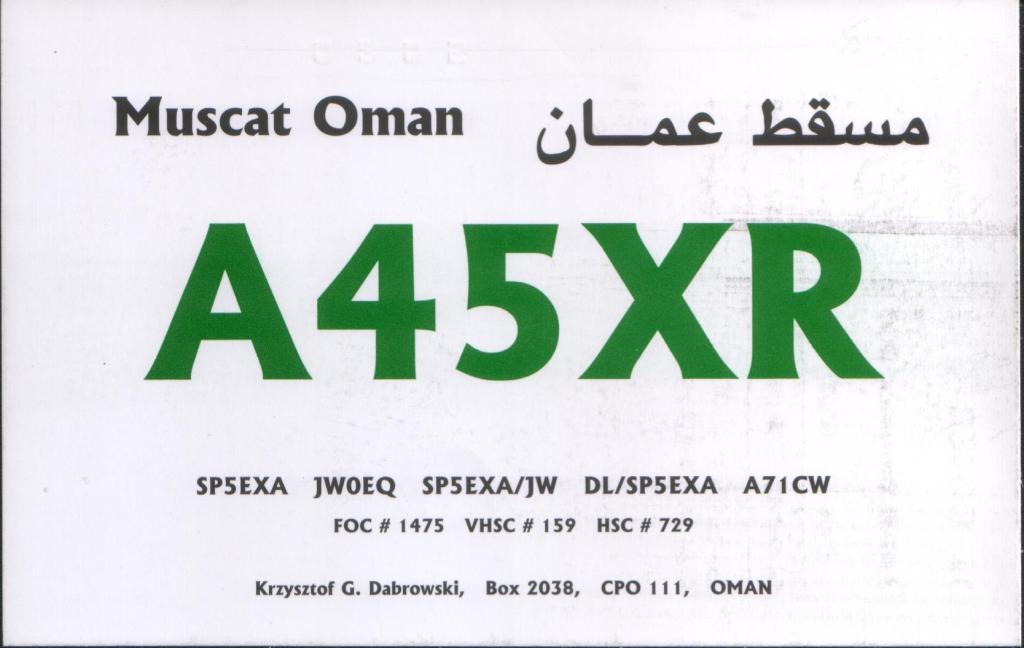 Muscat Oman مسقط عمـان
A45XR
SP5EXA JW0EQ SP5EXA/JW DL/SP5EXA A71CW
FOC # 1475 VHSC # 159 HSC # 729
Krzysztof G. Dabrowski, Box 2038, CPO 111, OMAN